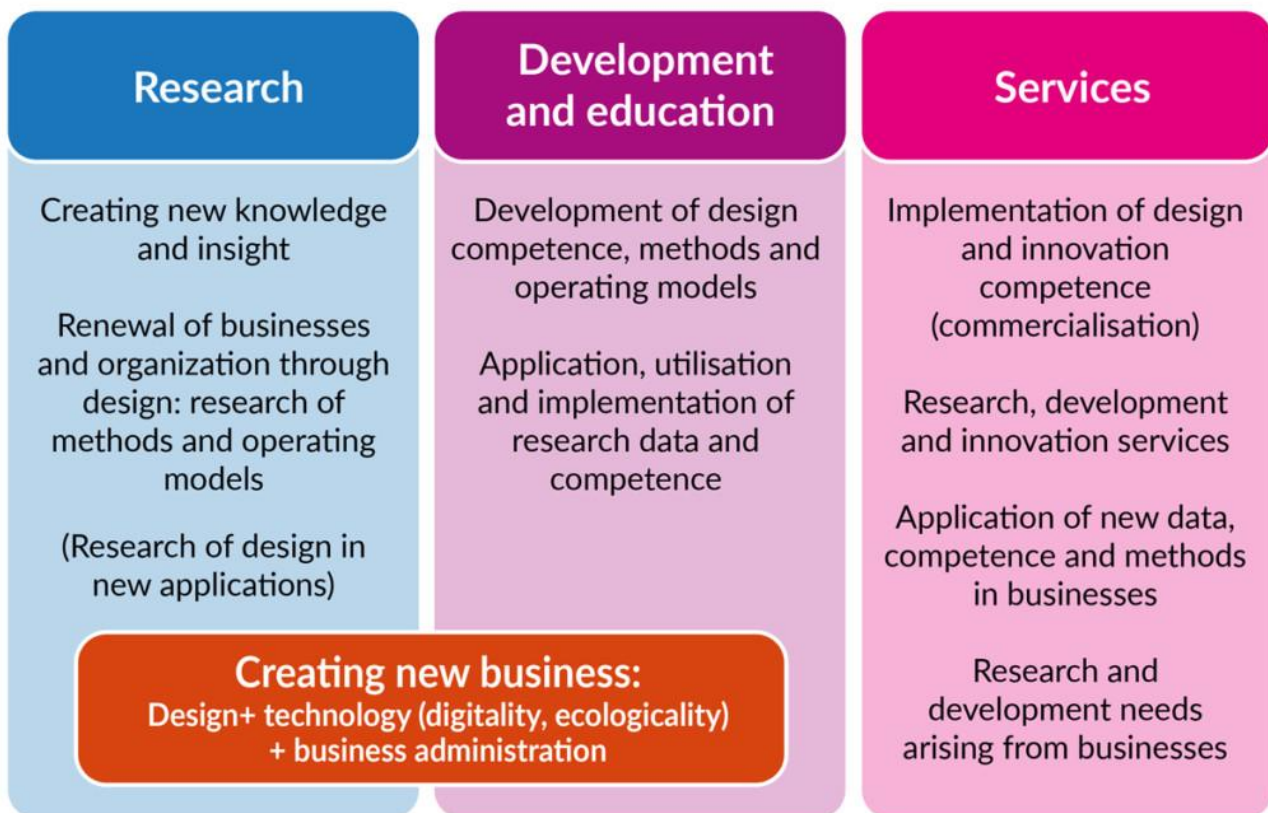 Research
Creating new knowledge
and insight
Renewal of businesses
and organization through
design: research of
methods and operating
models
(Research of design in
new applications)
Development
and education
Development of design
competence, methods and
operating models
Application, utilisation
and implementation of
research data and
competence
Creating new business:
Design+ technology (digitality, ecologicality)
+ business administration
Services
Implementation of design
and innovation
competence
(commercialisation)
Research, development
and innovation services
Application of new data,
competence and methods
in businesses
Research and
development needs
arising from businesses